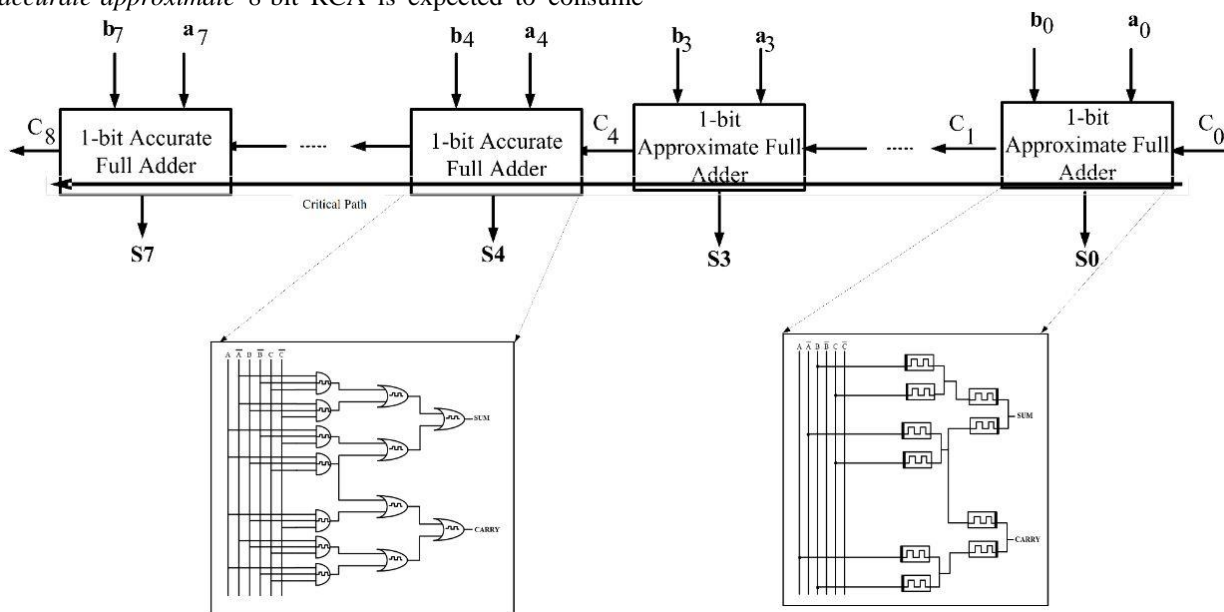 accurate-approximate 8-bit RCA is expected to consume
b7 a7 b4 a4 b3 a3 b0 a0
C8 1-bit Accurate Full Adder ----- 1-bit Accurate Full Adder C4 1-bit Approximate Full Adder ----- C1 1-bit Approximate Full Adder C0
Critical Path
S7 S4 S3 S0
A A̅ B B̅ C C̅
SUM
CARRY
A A̅ B B̅ C C̅
SUM
CARRY